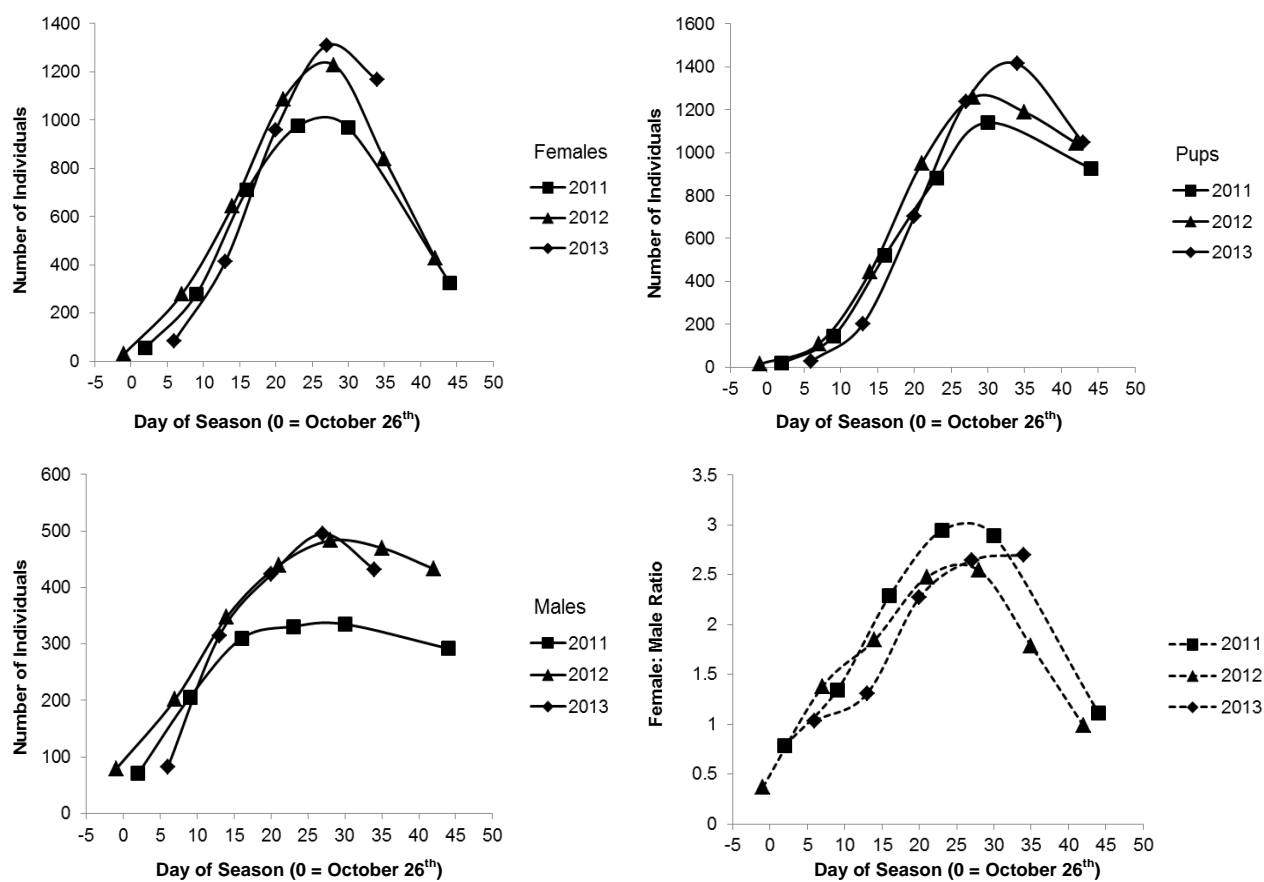 1400
1200
1000
800
600
400
200
0
-5 0 5 10 15 20 25 30 35 40 45 50
Number of Individuals
Day of Season (0 = October 26th)
Females
2011
2012
2013
1600
1400
1200
1000
800
600
400
200
0
-5 0 5 10 15 20 25 30 35 40 45 50
Number of Individuals
Day of Season (0 = October 26th)
Pups
2011
2012
2013
600
500
400
300
200
100
0
-5 0 5 10 15 20 25 30 35 40 45 50
Number of Individuals
Day of Season (0 = October 26th)
Males
2011
2012
2013
3.5
3
2.5
2
1.5
1
0.5
0
-5 0 5 10 15 20 25 30 35 40 45 50
Female: Male Ratio
Day of Season (0 = October 26th)
2011
2012
2013